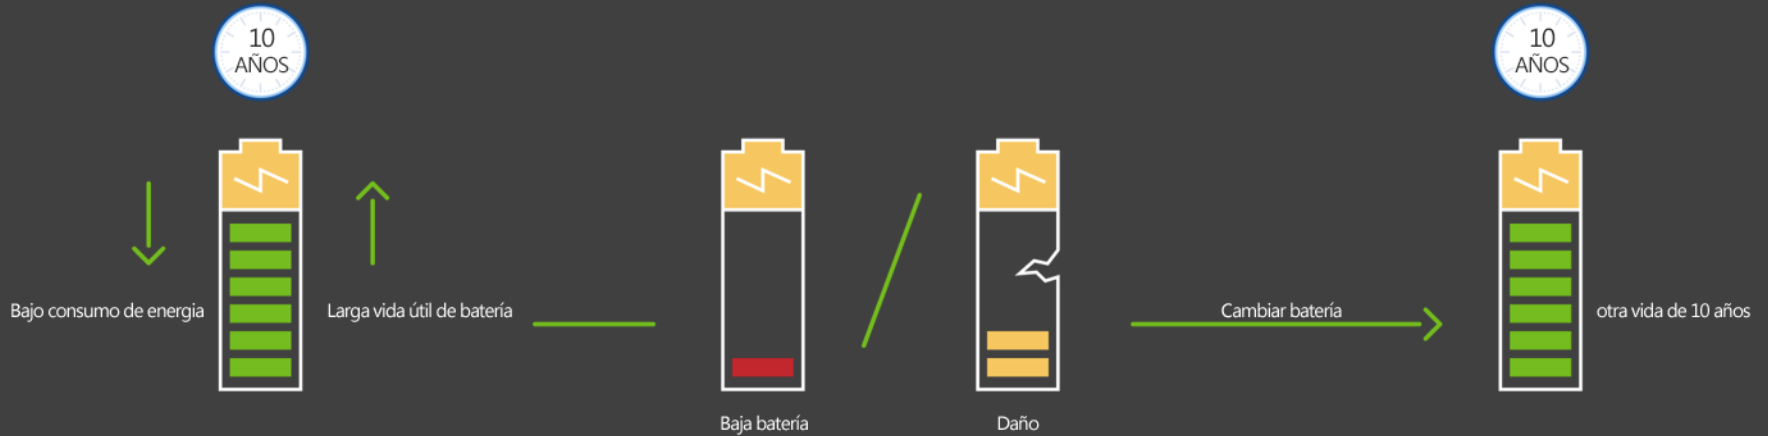 10
AÑOS
10
AÑOS
Bajo consumo de energia
Larga vida útil de batería
Cambiar batería
otra vida de 10 años
Baja batería
Daño